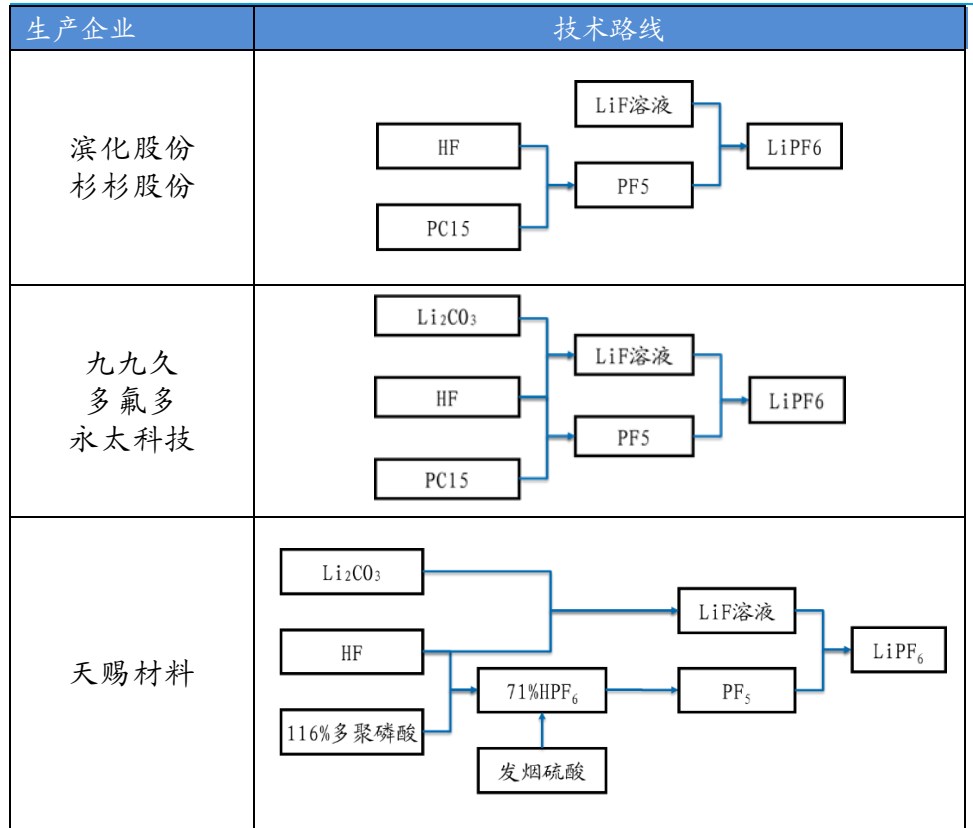 生产企业
技术路线
滨化股份
杉杉股份
LiF溶液
HF
LiPF6
PF5
PC15
九九久
多氟多
永太科技
Li₂CO₃
LiF溶液
HF
LiPF6
PF5
PC15
天赐材料
Li₂CO₃
LiF溶液
HF
LiPF₆
71%HPF₆
PF₅
116%多聚磷酸
发烟硫酸